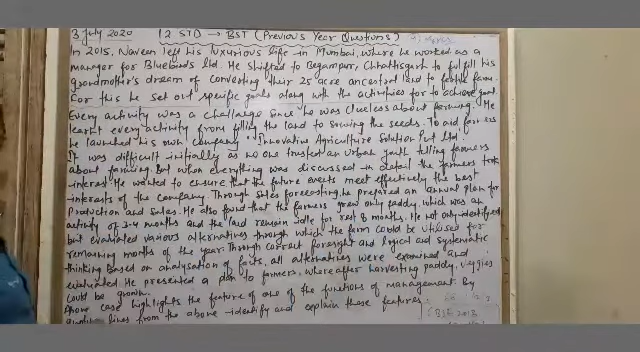 3 July 2020 12 STD → BST (Previous Year Questions)
In 2015, Naveen left his luxurious life in Mumbai, where he worked as a
manager for Bluebirds Ltd. He shifted to Begampur, Chhattisgarh to fulfill his
grandmother's dream of converting their 25 acre ancestral land to fertile farm.
For this he set out specific goals along with the activities for to achieve goal.
Every activity was a challange since he was clueless about farming. He
learnt every activity from filling the land to sowing the seeds. To aid farmers
he launched his own company "Innovative Agriculture Solution Pvt Ltd."
It was difficult initially as no one trusted an urban youth telling farmers
about farming. But when everything was discussed in detail the farmers took
interest. He wanted to ensure that the future events meet effectively the best
interests of the company. Through sales forecasting, he prepared an annual plan for
production and sales. He also found that the farmers grew only paddy, which was an
activity of 3-4 months and the land remain idle for rest 8 months. He not only identified
but evaluated various alternatives through which the farm could be utilised for
remaining months of the year. Through correct foresight and logical and systematic
thinking based on analysation of facts, all alternatives were examined and
evaluated. He presented a plan to farmers, where after harvesting paddy, veggies
could be grown.
Above case highlights the feature of one of the functions of management. By
quoting lines from the above identify and explain these features.
CBSE 2013